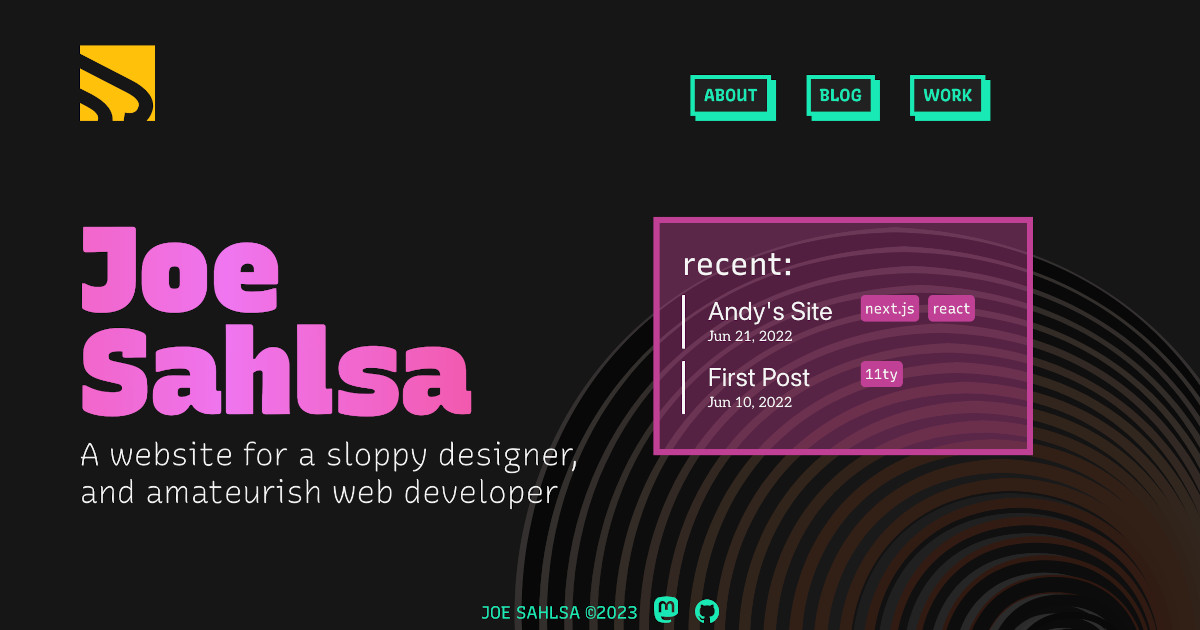 ABOUT
BLOG
WORK
Joe
Sahlsa
A website for a sloppy designer,
and amateurish web developer
recent:
Andy's Site
next.js
react
Jun 21, 2022
First Post
11ty
Jun 10, 2022
JOE SAHLSA ©2023